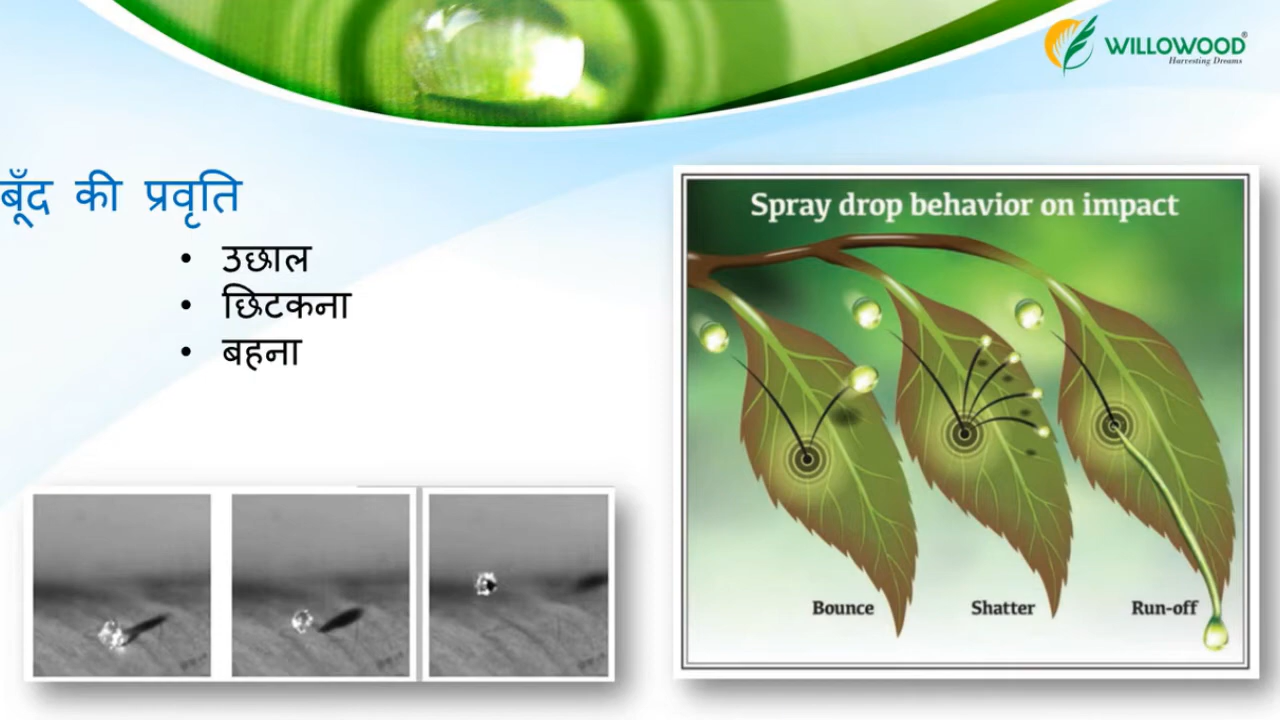 WILLOWOOD®
Harvesting Dreams
बूँद की प्रवृति
• उछाल
• छिटकना
• बहना
Spray drop behavior on impact
Bounce
Shatter
Run-off